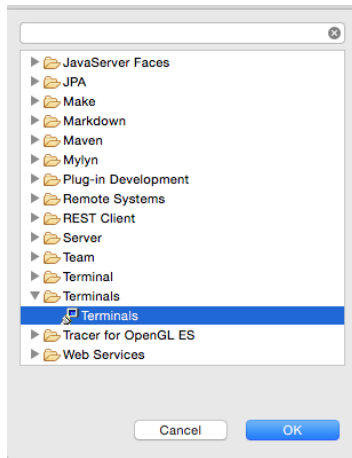 JavaServer Faces
JPA
Make
Markdown
Maven
Mylyn
Plug-in Development
Remote Systems
REST Client
Server
Team
Terminal
Terminals
Terminals
Tracer for OpenGL ES
Web Services
Cancel OK